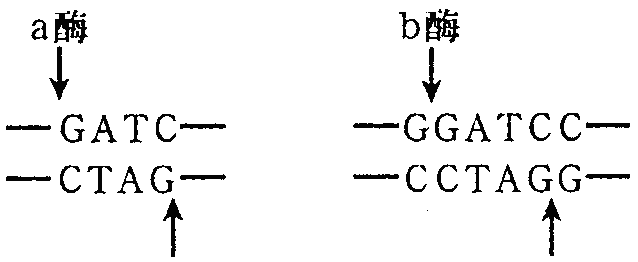 a酶 b酶
—GATC— —GGATCC—
—CTAG— —CCTAGG—